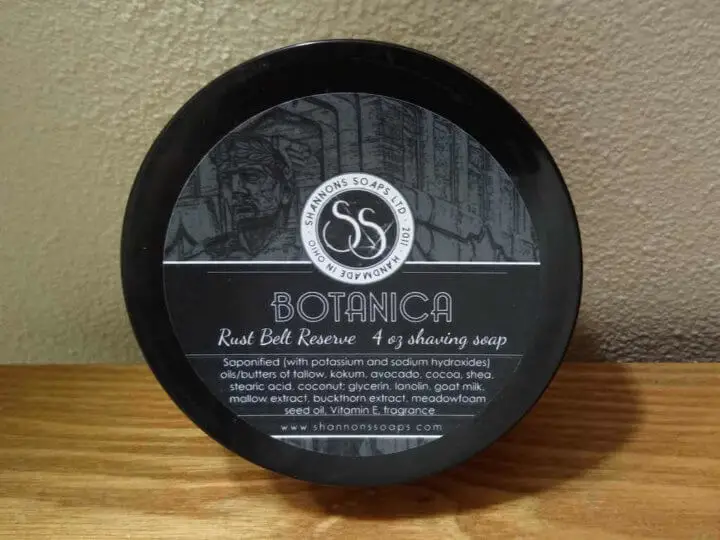 SHANNONS SOAPS LTD · 2011 · HANDMADE IN OHIO ·
SS
BOTANICA
Rust Belt Reserve 4 oz shaving soap
Saponified (with potassium and sodium hydroxides)
oils/butters of tallow, kokum, avocado, cocoa, shea,
stearic acid, coconut; glycerin, lanolin, goat milk,
mallow extract, buckthorn extract, meadowfoam
seed oil, Vitamin E, fragrance
www.shannonssoaps.com